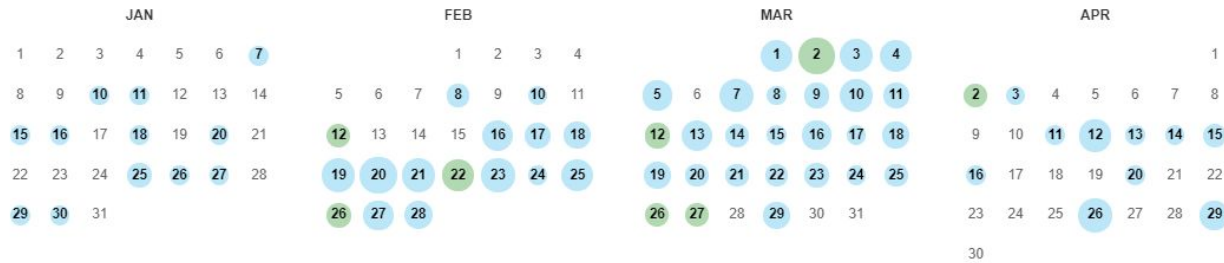 JAN
1 2 3 4 5 6 7
8 9 10 11 12 13 14
15 16 17 18 19 20 21
22 23 24 25 26 27 28
29 30 31
FEB
1 2 3 4
5 6 7 8 9 10 11
12 13 14 15 16 17 18
19 20 21 22 23 24 25
26 27 28
MAR
1 2 3 4
5 6 7 8 9 10 11
12 13 14 15 16 17 18
19 20 21 22 23 24 25
26 27 28 29 30 31
APR
1
2 3 4 5 6 7 8
9 10 11 12 13 14 15
16 17 18 19 20 21 22
23 24 25 26 27 28 29
30